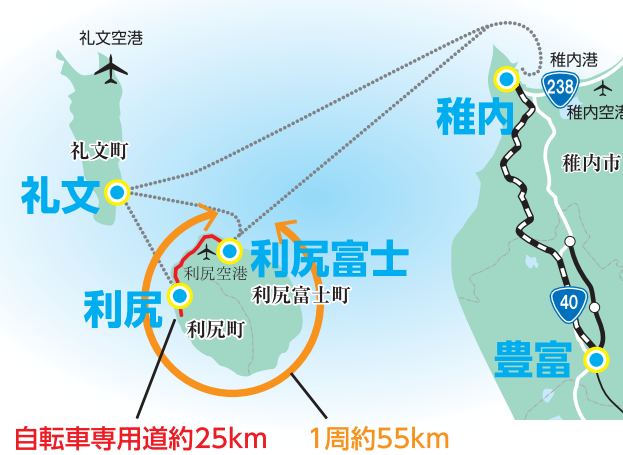 礼文空港
稚内港
238
稚内空港
稚内
礼文町
稚内市
礼文
利尻富士
利尻空港
利尻富士町
利尻
利尻町
40
豊富
自転車専用道約25km
1周約55km